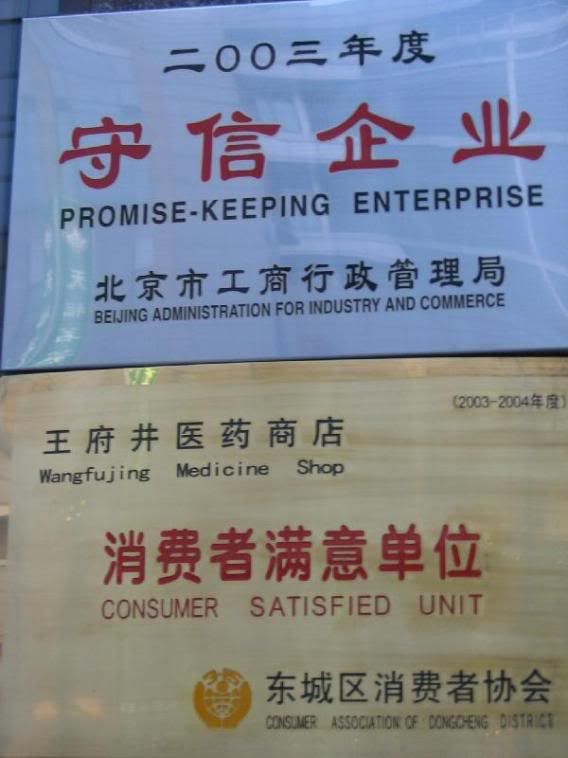 二〇〇三年度
守信企业
PROMISE-KEEPING ENTERPRISE
北京市工商行政管理局
BEIJING ADMINISTRATION FOR INDUSTRY AND COMMERCE
(2003-2004年度)
王府井医药商店
Wangfujing Medicine Shop
消费者满意单位
CONSUMER SATISFIED UNIT
东城区消费者协会
CONSUMER ASSOCIATION OF DONGCHENG DISTRICT